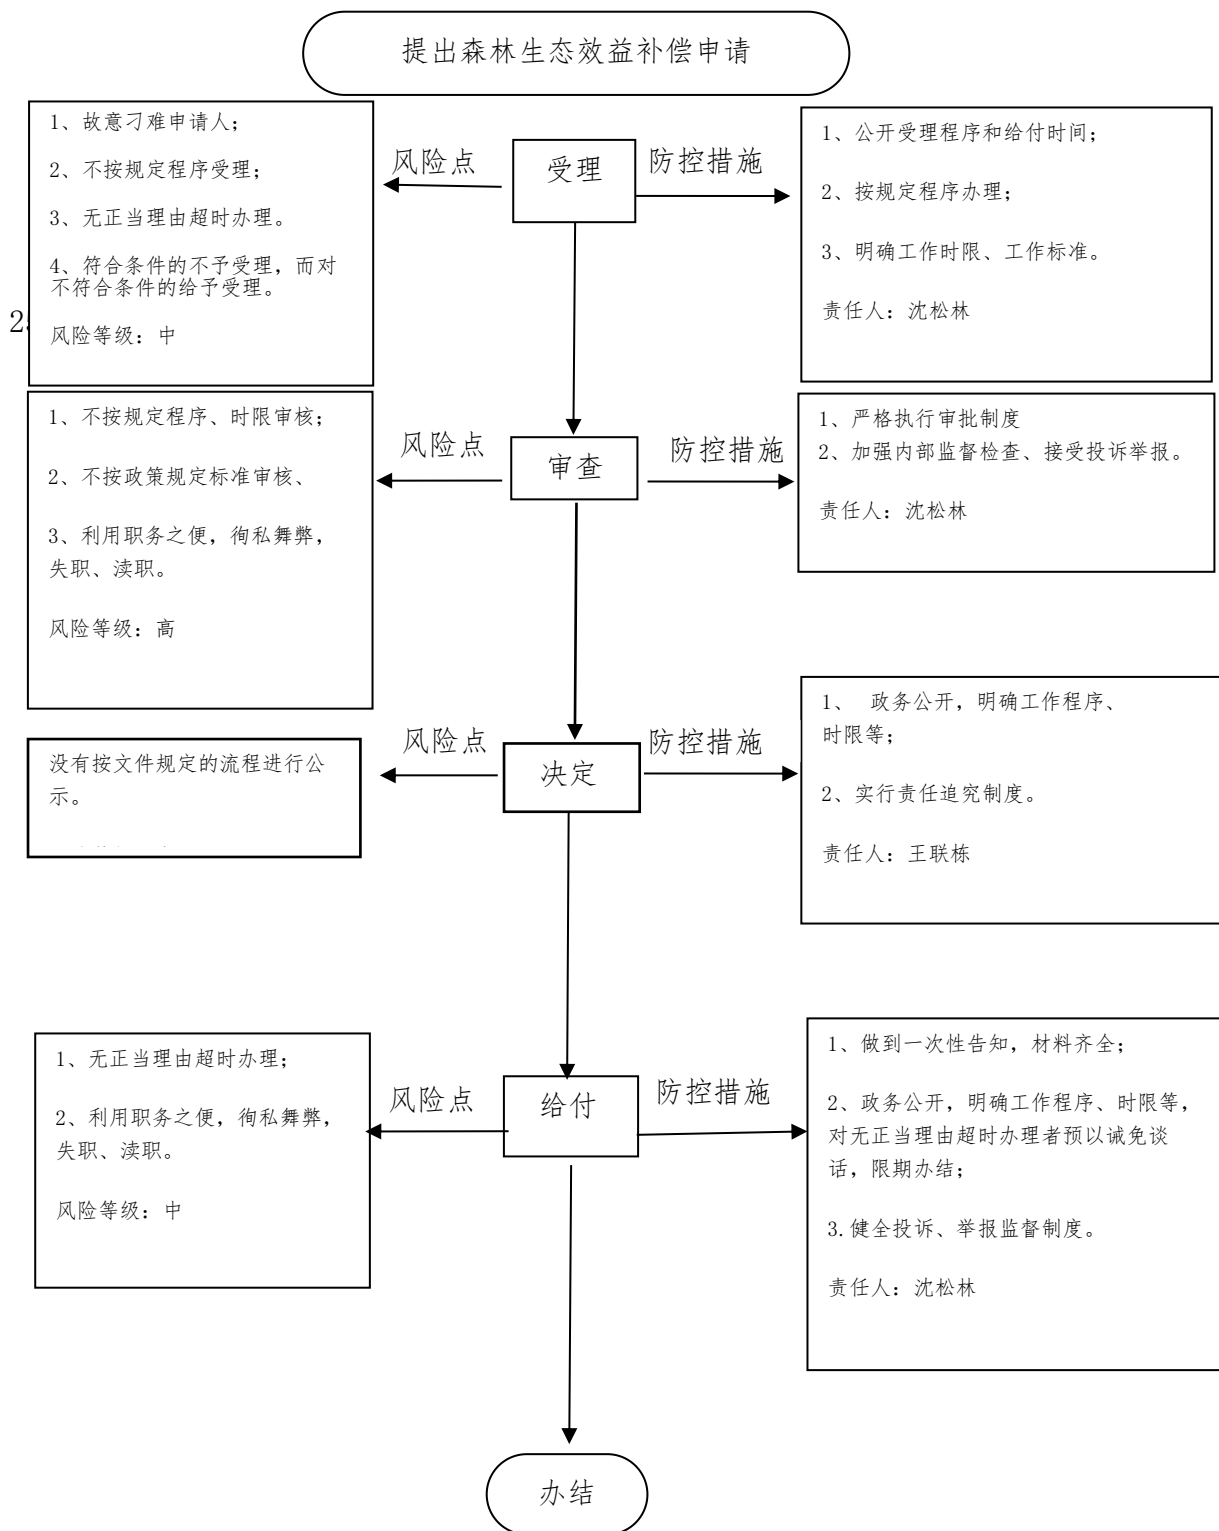 提出森林生态效益补偿申请
1、故意刁难申请人；
2、不按规定程序受理；
3、无正当理由超时办理。
4、符合条件的不予受理，而对
不符合条件的给予受理。
风险等级：中
风险点
受理
防控措施
1、公开受理程序和给付时间；
2、按规定程序办理；
3、明确工作时限、工作标准。
责任人：沈松林
1、不按规定程序、时限审核；
2、不按政策规定标准审核、
3、利用职务之便，徇私舞弊，
失职、渎职。
风险等级：高
风险点
审查
防控措施
1、严格执行审批制度
2、加强内部监督检查、接受投诉举报。
责任人：沈松林
没有按文件规定的流程进行公
示。
风险点
决定
防控措施
1、 政务公开，明确工作程序、
时限等；
2、实行责任追究制度。
责任人：王联栋
1、无正当理由超时办理；
2、利用职务之便，徇私舞弊，
失职、渎职。
风险等级：中
风险点
给付
防控措施
1、做到一次性告知，材料齐全；
2、政务公开，明确工作程序、时限等，
对无正当理由超时办理者预以诫免谈
话，限期办结；
3.健全投诉、举报监督制度。
责任人：沈松林
办结